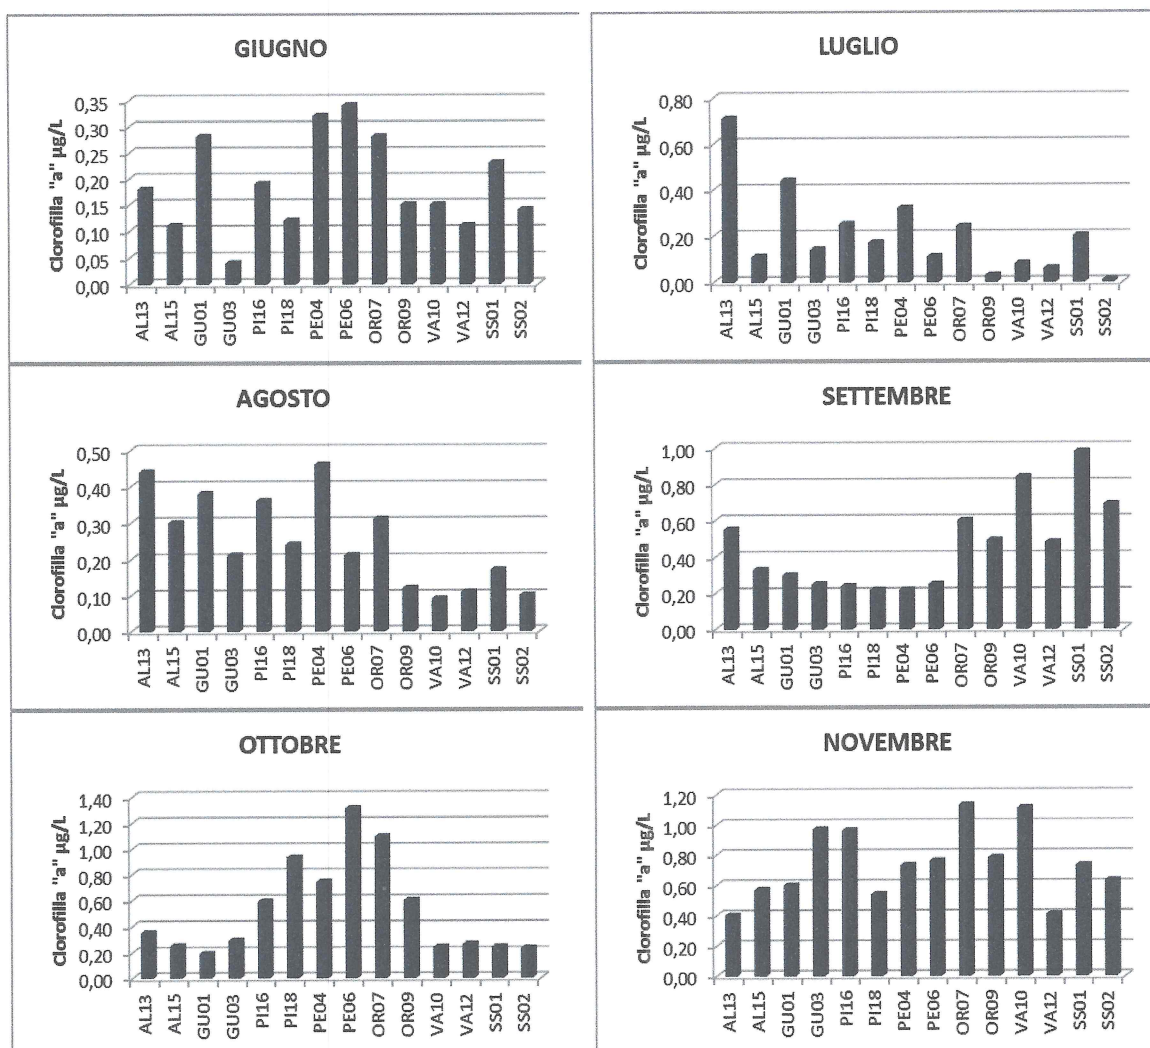 GIUGNO
Clorofilla "a" µg/L
0,35
0,30
0,25
0,20
0,15
0,10
0,05
0,00
AL13 AL15 GU01 GU03 PI16 PI18 PE04 PE06 OR07 OR09 VA10 VA12 SS01 SS02
LUGLIO
Clorofilla "a" µg/L
0,80
0,60
0,40
0,20
0,00
AL13 AL15 GU01 GU03 PI16 PI18 PE04 PE06 OR07 OR09 VA10 VA12 SS01 SS02
AGOSTO
Clorofilla "a" µg/L
0,50
0,40
0,30
0,20
0,10
0,00
AL13 AL15 GU01 GU03 PI16 PI18 PE04 PE06 OR07 OR09 VA10 VA12 SS01 SS02
SETTEMBRE
Clorofilla "a" µg/L
1,00
0,80
0,60
0,40
0,20
0,00
AL13 AL15 GU01 GU03 PI16 PI18 PE04 PE06 OR07 OR09 VA10 VA12 SS01 SS02
OTTOBRE
Clorofilla "a" µg/L
1,40
1,20
1,00
0,80
0,60
0,40
0,20
0,00
AL13 AL15 GU01 GU03 PI16 PI18 PE04 PE06 OR07 OR09 VA10 VA12 SS01 SS02
NOVEMBRE
Clorofilla "a" µg/L
1,20
1,00
0,80
0,60
0,40
0,20
0,00
AL13 AL15 GU01 GU03 PI16 PI18 PE04 PE06 OR07 OR09 VA10 VA12 SS01 SS02